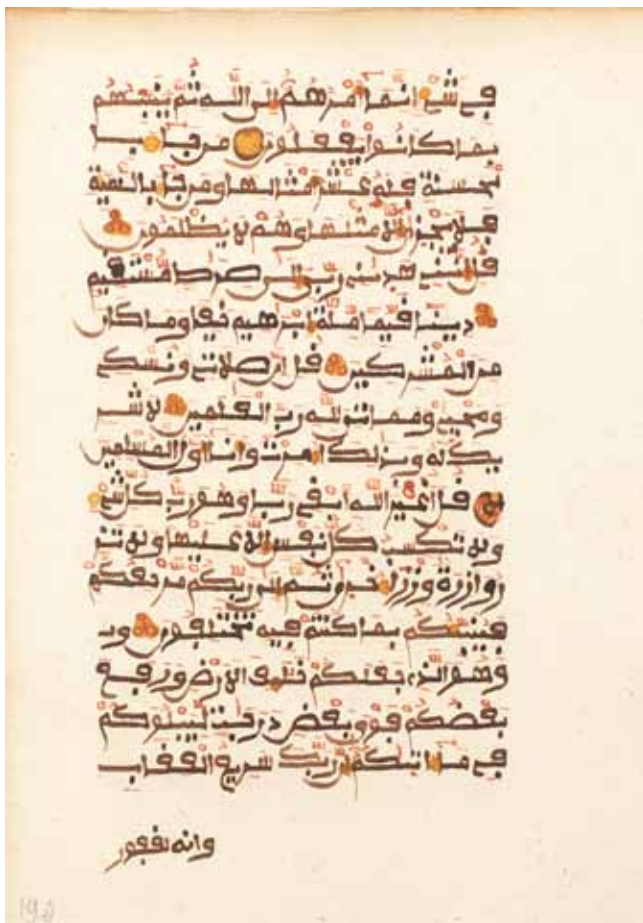 في شيء انما امرهم الى الله ثم ينبئهم
بما كانوا يفعلون من جاء با
لحسنة فله عشر امثالها ومن جاء بالسيئة
فلا يجزى الا مثلها وهم لا يظلمون
قل انني هديني ربي الى صراط مستقيم
دينا قيما ملة ابرهيم حنيفا وما كان
من المشركين قل ان صلاتي ونسكي
ومحياي ومماتي لله رب العلمين لا شر
يك له وبذلك امرت وانا اول المسلمين
قل اغير الله ابغي ربا وهو رب كل شيء
ولا تكسب كل نفس الا عليها ولا تز
ر وازرة وزر اخرى ثم الى ربكم مرجعكم
فينبئكم بما كنتم فيه تختلفون
وهو الذي جعلكم خلئف الارض ورفع
بعضكم فوق بعض درجت ليبلوكم
في ما اتيكم ان ربك سريع العقاب
وانه لغفور